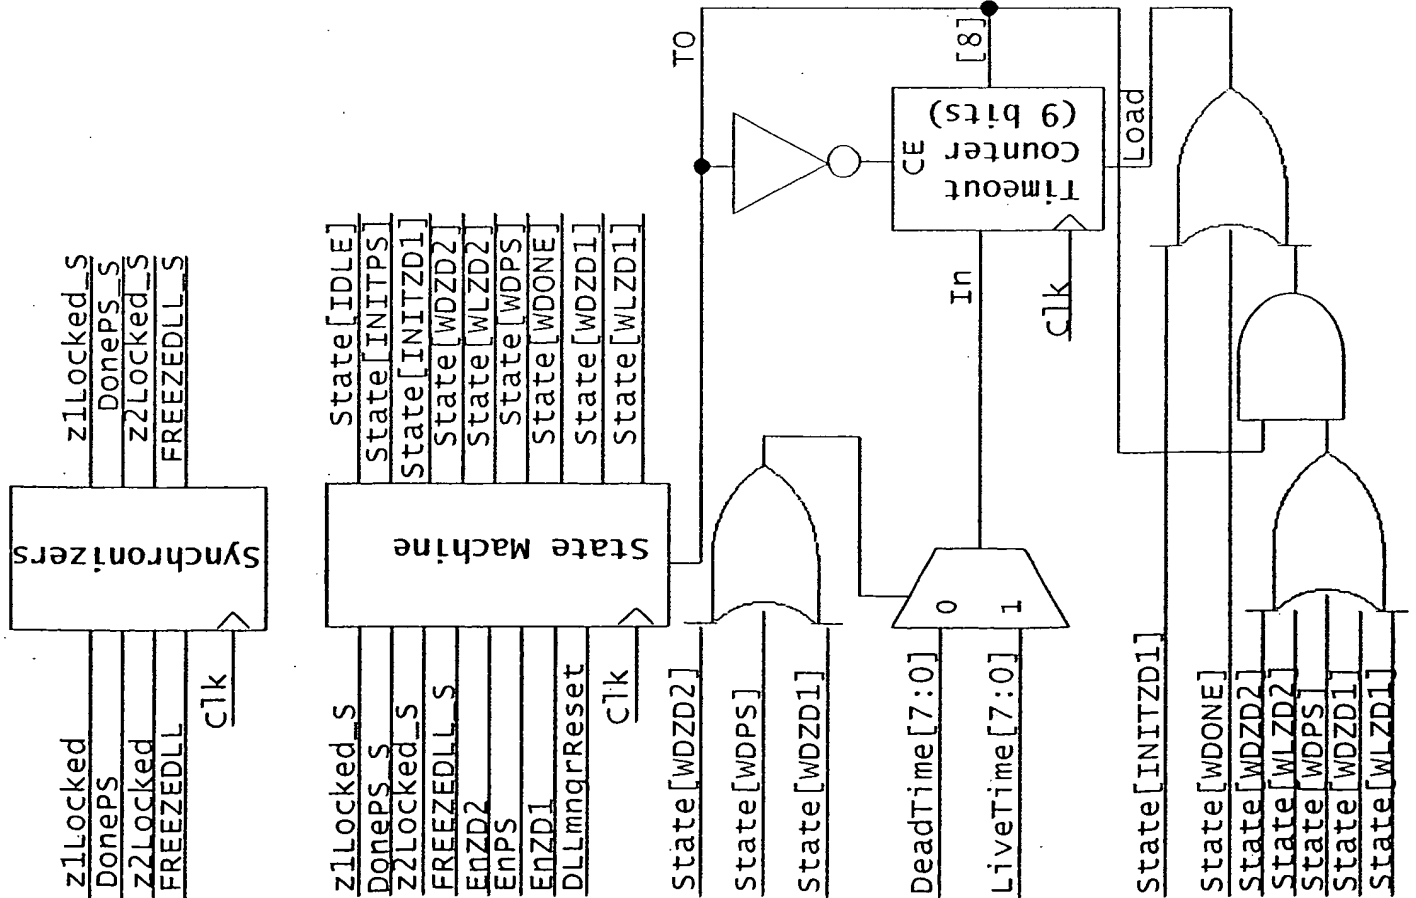 z1Locked
DonePS
z2Locked
FREEZEDLL
Clk
Synchronizers
z1Locked_S
DonePS_S
z2Locked_S
FREEZEDLL_S
z1Locked_S
DonePS_S
z2Locked_S
FREEZEDLL_S
EnZD2
EnPS
EnZD1
DLLmngrReset
Clk
State Machine
State[IDLE]
State[INITPS]
State[INITZD1]
State[WDZD2]
State[WLZD2]
State[WDPS]
State[WDONE]
State[WDZD1]
State[WLZD1]
TO
State[WDZD2]
State[WDPS]
State[WDZD1]
DeadTime[7:0]
LiveTime[7:0]
0
1
In
Clk
CE
Timeout
Counter
(9 bits)
[8]
Load
State[INITZD1]
State[WDONE]
State[WDZD2]
State[WLZD2]
State[WDPS]
State[WDZD1]
State[WLZD1]